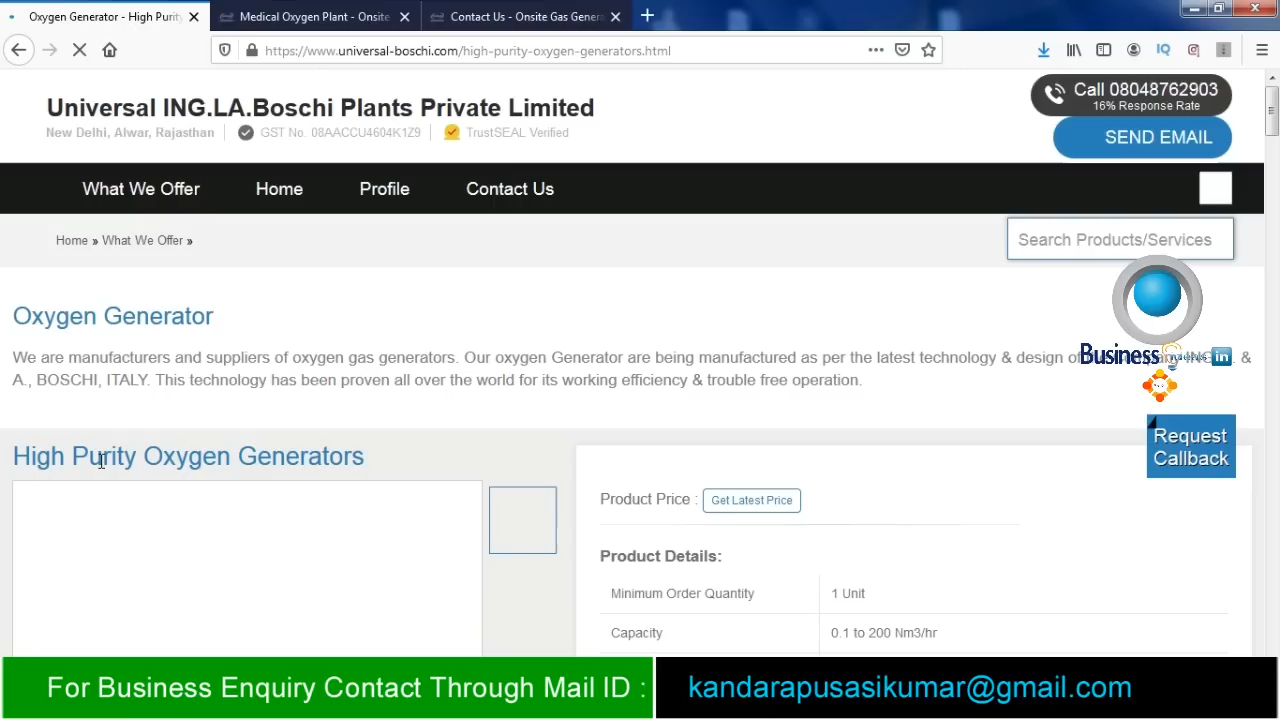 Oxygen Generator - High Purity
Medical Oxygen Plant - Onsite
Contact Us - Onsite Gas Genera
https://www.universal-boschi.com/high-purity-oxygen-generators.html
Universal ING.LA.Boschi Plants Private Limited
Call 08048762903
16% Response Rate
New Delhi, Alwar, Rajasthan
GST No. 08AACCU4604K1Z9
TrustSEAL Verified
SEND EMAIL
What We Offer Home Profile Contact Us
Home » What We Offer »
Search Products/Services
Oxygen Generator
We are manufacturers and suppliers of oxygen gas generators. Our oxygen Generator are being manufactured as per the latest technology & design of &
A., BOSCHI, ITALY. This technology has been proven all over the world for its working efficiency & trouble free operation.
Business
in
Request
Callback
High Purity Oxygen Generators
Product Price : Get Latest Price
Product Details:
Minimum Order Quantity 1 Unit
Capacity 0.1 to 200 Nm3/hr
For Business Enquiry Contact Through Mail ID :
kandarapusasikumar@gmail.com